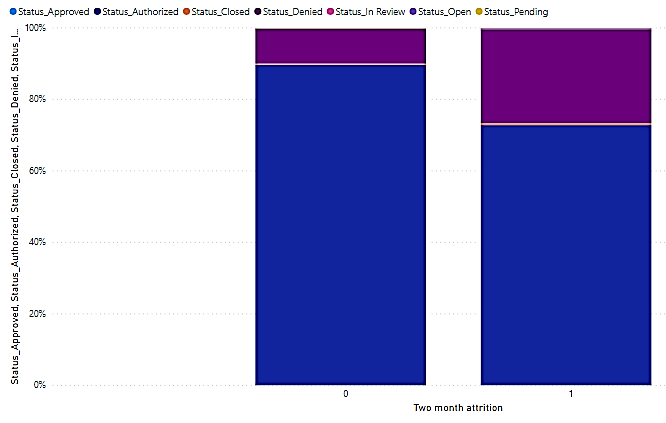 Status_Approved Status_Authorized Status_Closed Status_Denied Status_In Review Status_Open Status_Pending
Status_Approved, Status_Authorized, Status_Closed, Status_Denied, Status_I...
100%
80%
60%
40%
20%
0%
0 1
Two month attrition